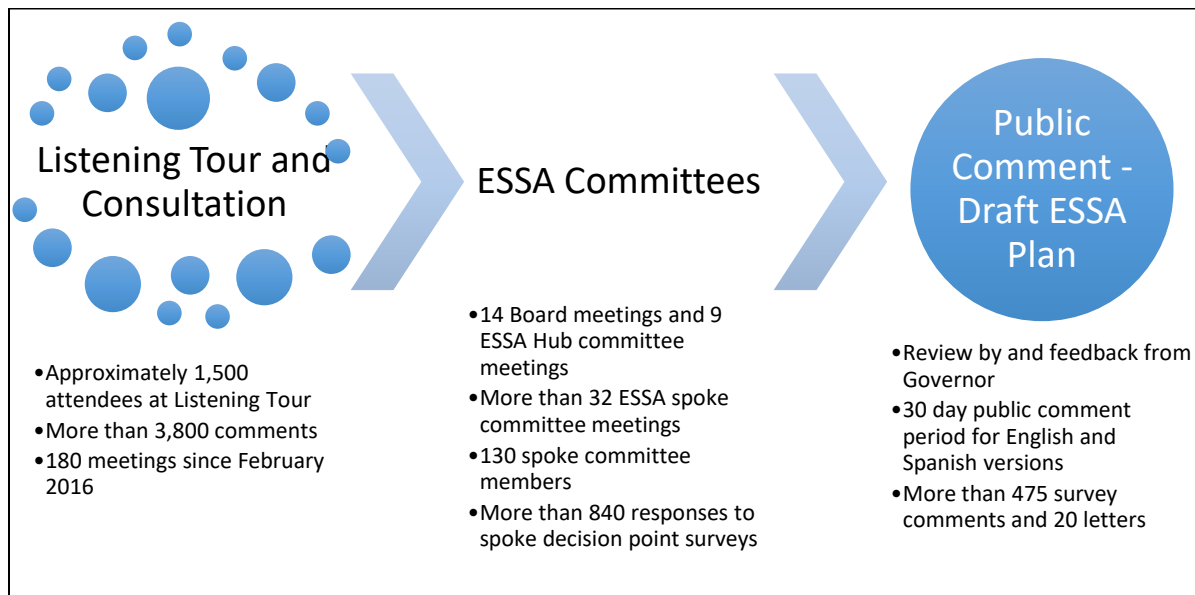 Listening Tour and
Consultation
•Approximately 1,500
attendees at Listening Tour
•More than 3,800 comments
•180 meetings since February
2016
ESSA Committees
•14 Board meetings and 9
ESSA Hub committee
meetings
•More than 32 ESSA spoke
committee meetings
•130 spoke committee
members
•More than 840 responses to
spoke decision point surveys
Public
Comment -
Draft ESSA
Plan
•Review by and feedback from
Governor
•30 day public comment
period for English and
Spanish versions
•More than 475 survey
comments and 20 letters